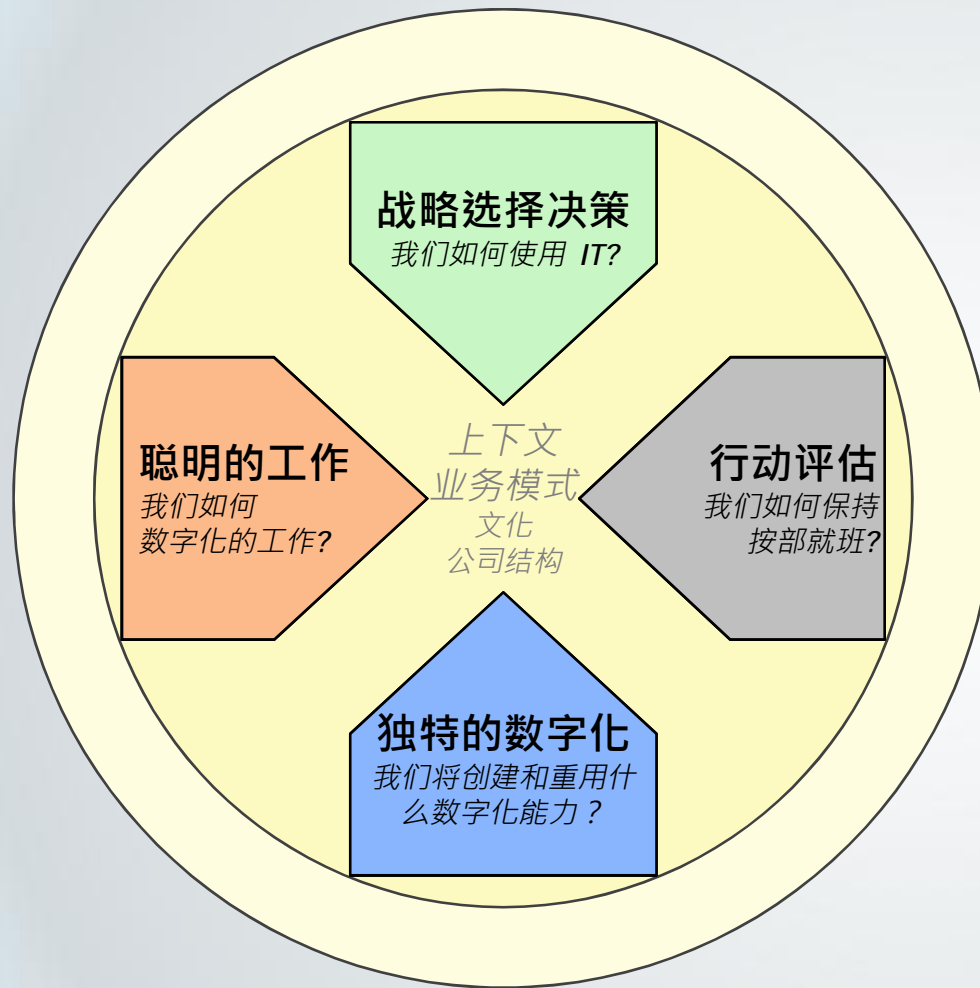 战略选择决策
我们如何使用 IT?
聪明的工作
我们如何
数字化的工作?
上下文
业务模式
文化
公司结构
行动评估
我们如何保持
按部就班?
独特的数字化
我们将创建和重用什
么数字化能力？